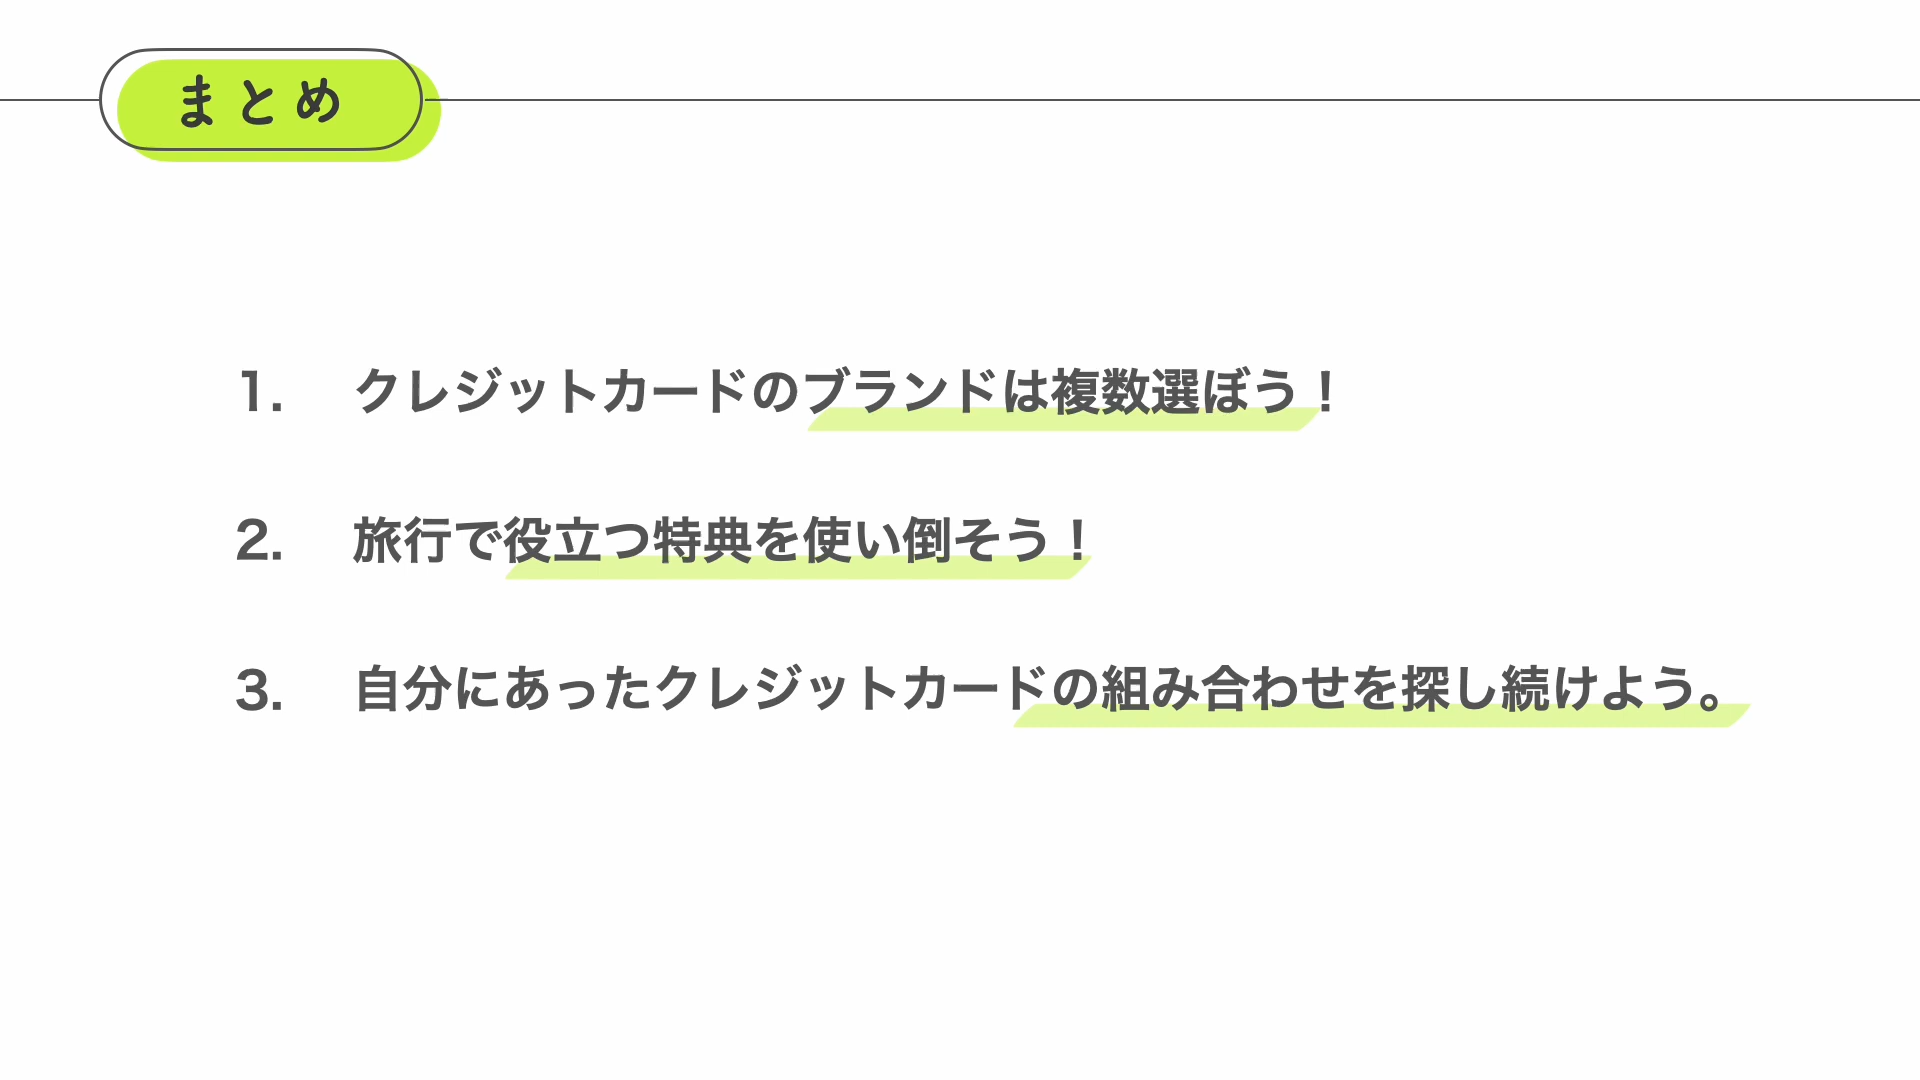 まとめ
1. クレジットカードのブランドは複数選ぼう！
2. 旅行で役立つ特典を使い倒そう！
3. 自分にあったクレジットカードの組み合わせを探し続けよう。